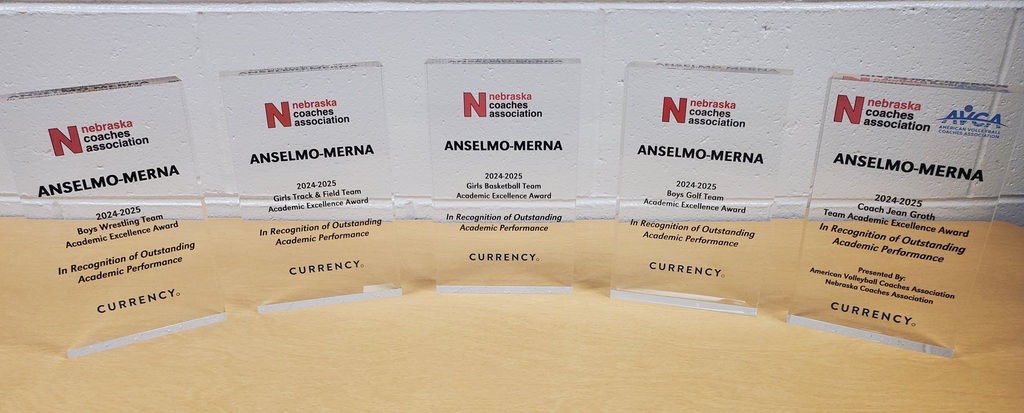 N nebraska
coaches
association
ANSELMO-MERNA
2024-2025
Boys Wrestling Team
Academic Excellence Award
In Recognition of Outstanding
Academic Performance
CURRENCY
N nebraska
coaches
association
ANSELMO-MERNA
2024-2025
Girls Track & Field Team
Academic Excellence Award
In Recognition of Outstanding
Academic Performance
CURRENCY
N nebraska
coaches
association
ANSELMO-MERNA
2024-2025
Girls Basketball Team
Academic Excellence Award
In Recognition of Outstanding
Academic Performance
CURRENCY
N nebraska
coaches
association
ANSELMO-MERNA
2024-2025
Boys Golf Team
Academic Excellence Award
In Recognition of Outstanding
Academic Performance
CURRENCY
N nebraska
coaches
association
AVCA
AMERICAN VOLLEYBALL
COACHES ASSOCIATION
ANSELMO-MERNA
2024-2025
Coach Jean Groth
Team Academic Excellence Award
In Recognition of Outstanding
Academic Performance
Presented By:
American Volleyball Coaches Association
Nebraska Coaches Association
CURRENCY